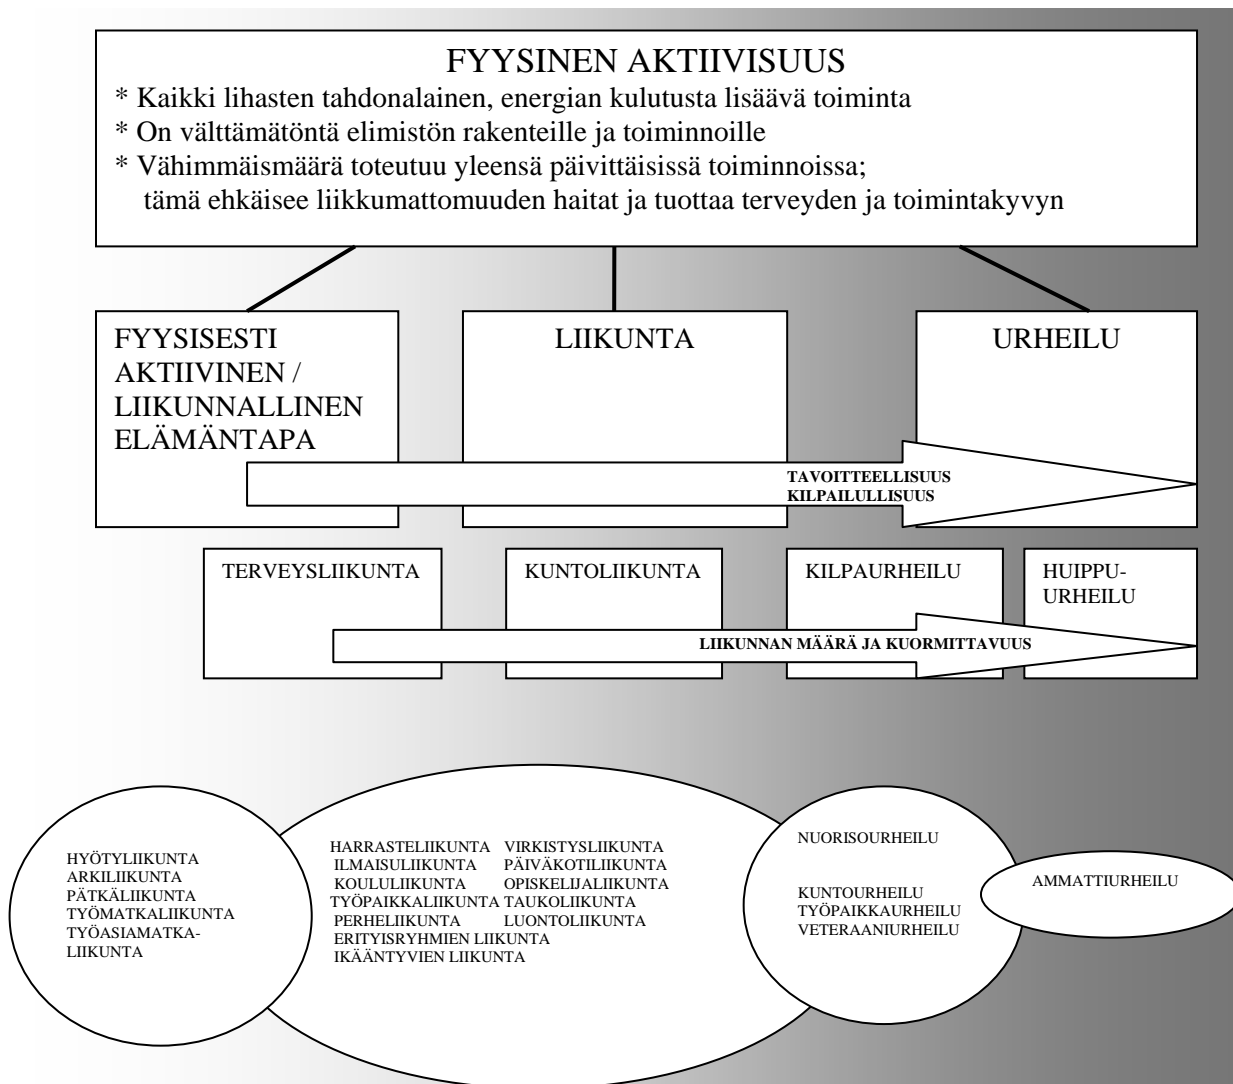 FYYSINEN AKTIIVISUUS
* Kaikki lihasten tahdonalainen, energian kulutusta lisäävä toiminta
* On välttämätöntä elimistön rakenteille ja toiminnoille
* Vähimmäismäärä toteutuu yleensä päivittäisissä toiminnoissa;
tämä ehkäisee liikkumattomuuden haitat ja tuottaa terveyden ja toimintakyvyn
FYYSISESTI
AKTIIVINEN /
LIIKUNNALLINEN
ELÄMÄNTAPA
LIIKUNTA
URHEILU
TAVOITTEELLISUUS
KILPAILULLISUUS
TERVEYSLIIKUNTA
KUNTOLIIKUNTA
KILPAURHEILU
HUIPPU-
URHEILU
LIIKUNNAN MÄÄRÄ JA KUORMITTAVUUS
HYÖTYLIIKUNTA
ARKILIIKUNTA
PÄTKÄLIIKUNTA
TYÖMATKALIIKUNTA
TYÖASIAMATKA-
LIIKUNTA
HARRASTELIIKUNTA VIRKISTYSLIIKUNTA
ILMAISULIIKUNTA PÄIVÄKOTILIIKUNTA
KOULULIIKUNTA OPISKELIJALIIKUNTA
TYÖPAIKKALIIKUNTA TAUKOLIIKUNTA
PERHELIIKUNTA LUONTOLIIKUNTA
ERITYISRYHMIEN LIIKUNTA
IKÄÄNTYVIEN LIIKUNTA
NUORISOURHEILU
KUNTOURHEILU
TYÖPAIKKAURHEILU
VETERAANIURHEILU
AMMATTIURHEILU